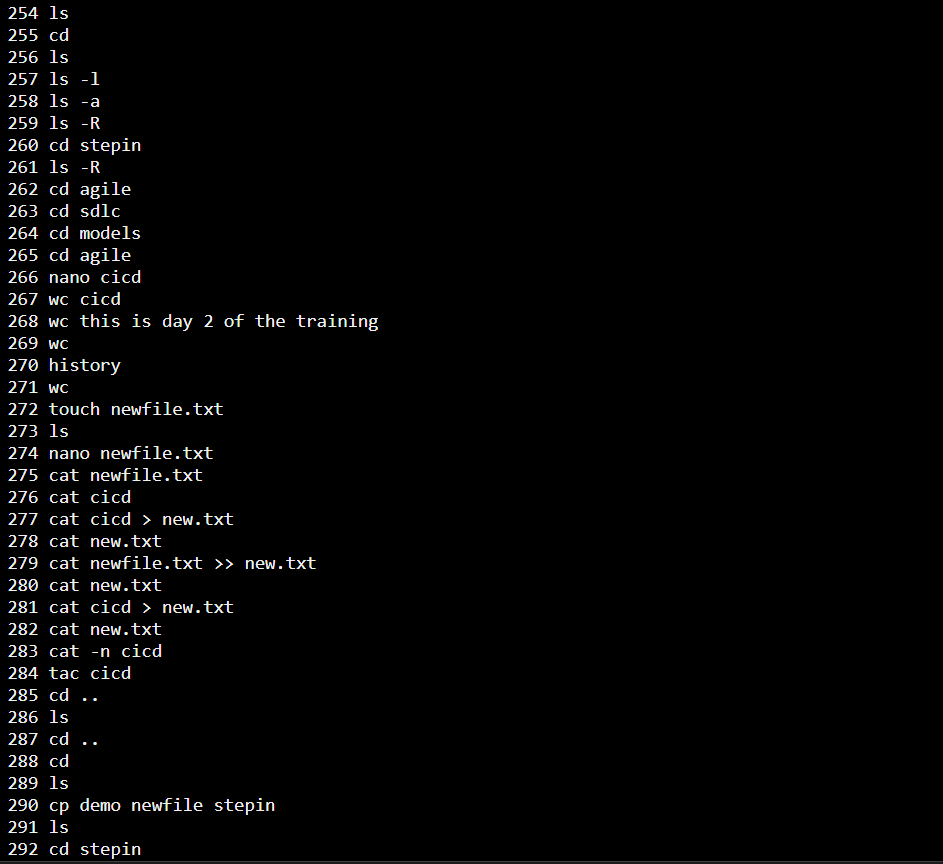 254 ls
255 cd
256 ls
257 ls -l
258 ls -a
259 ls -R
260 cd stepin
261 ls -R
262 cd agile
263 cd sdlc
264 cd models
265 cd agile
266 nano cicd
267 wc cicd
268 wc this is day 2 of the training
269 wc
270 history
271 wc
272 touch newfile.txt
273 ls
274 nano newfile.txt
275 cat newfile.txt
276 cat cicd
277 cat cicd > new.txt
278 cat new.txt
279 cat newfile.txt >> new.txt
280 cat new.txt
281 cat cicd > new.txt
282 cat new.txt
283 cat -n cicd
284 tac cicd
285 cd ..
286 ls
287 cd ..
288 cd
289 ls
290 cp demo newfile stepin
291 ls
292 cd stepin